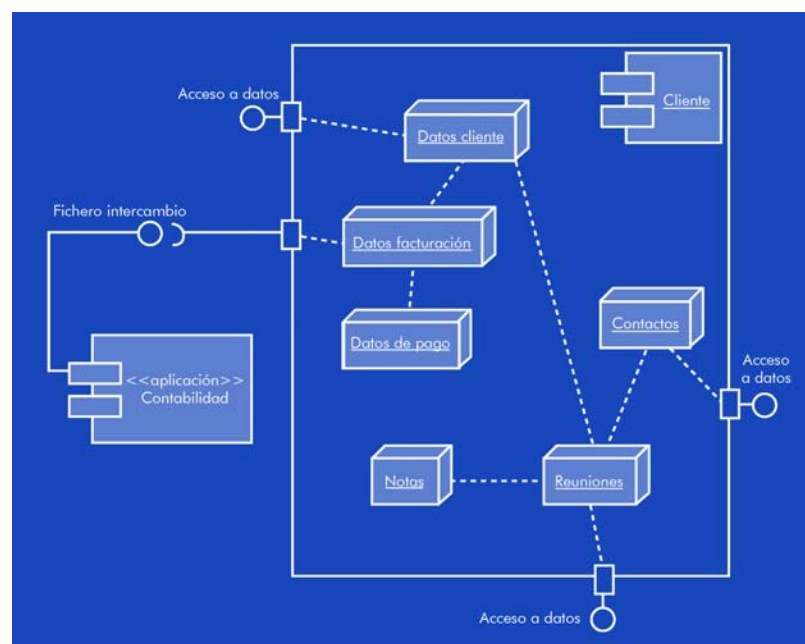 Acceso a datos
Cliente
Datos cliente
Fichero intercambio
Datos facturación
Contactos
Datos de pago
Acceso
a datos
<<aplicación>>
Contabilidad
Notas
Reuniones
Acceso a datos